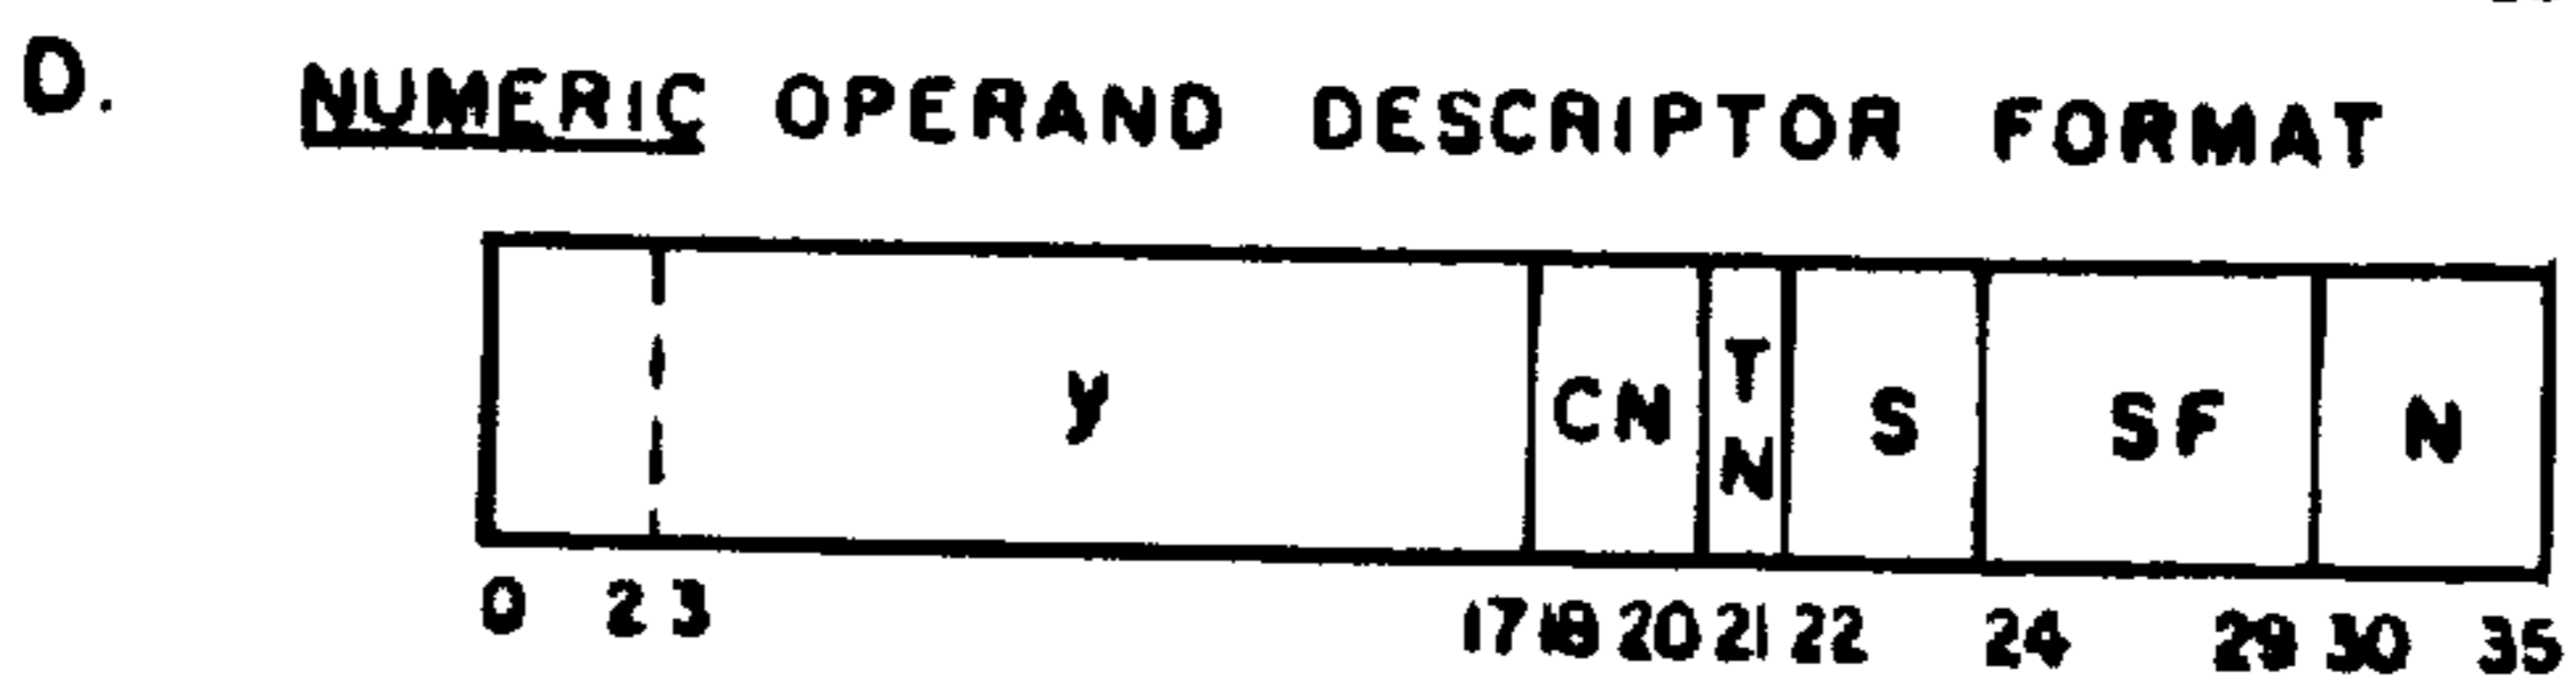 D. NUMERIC OPERAND DESCRIPTOR FORMAT
y CN T N S SF N
0 2 3 17 18 20 21 22 24 29 30 35